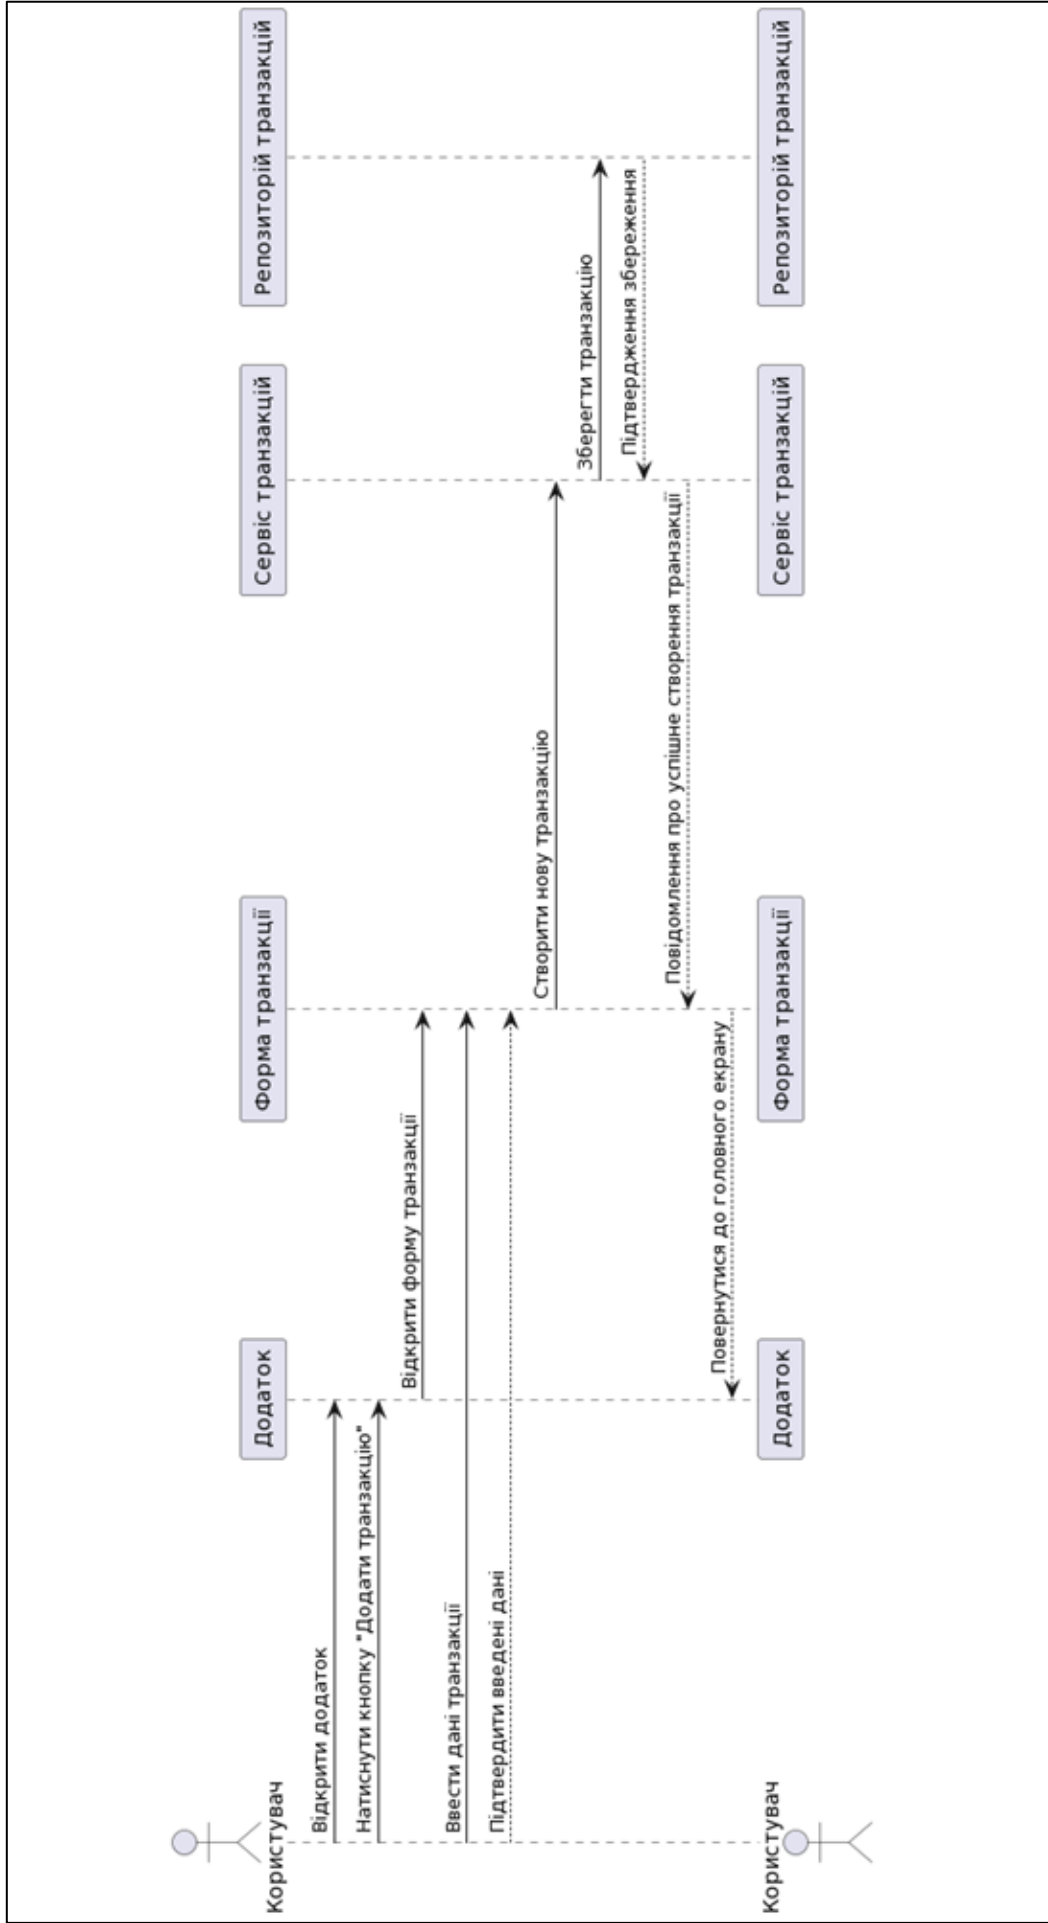 Користувач
Додаток
Форма транзакції
Сервіс транзакцій
Репозиторій транзакцій
Відкрити додаток
Натиснути кнопку "Додати транзакцію"
Відкрити форму транзакції
Ввести дані транзакції
Підтвердити введені дані
Створити нову транзакцію
Зберегти транзакцію
Підтвердження збереження
Повідомлення про успішне створення транзакції
Повернутися до головного екрану
Користувач
Додаток
Форма транзакції
Сервіс транзакцій
Репозиторій транзакцій